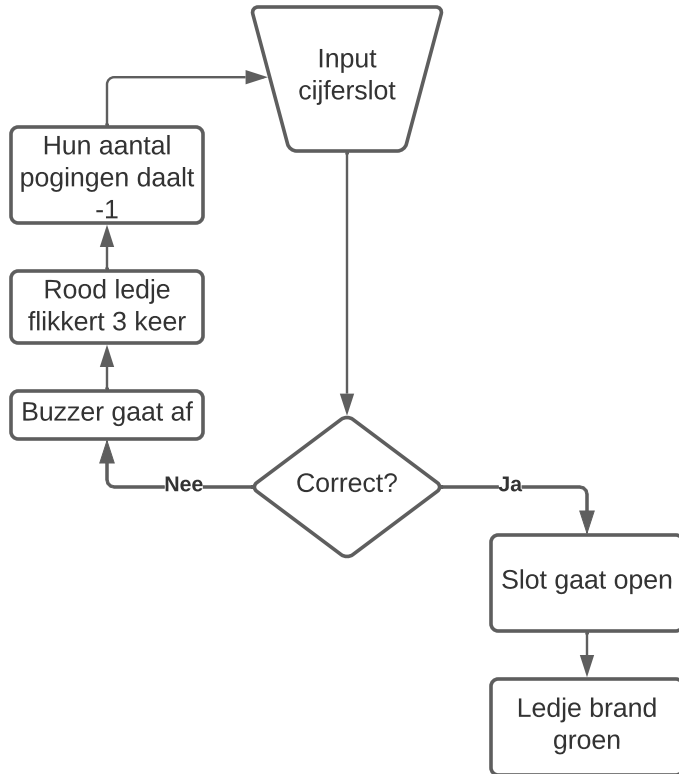 Input
cijferslot
Hun aantal
pogingen daalt
-1
Rood ledje
flikkert 3 keer
Buzzer gaat af
Nee
Correct?
Ja
Slot gaat open
Ledje brand
groen